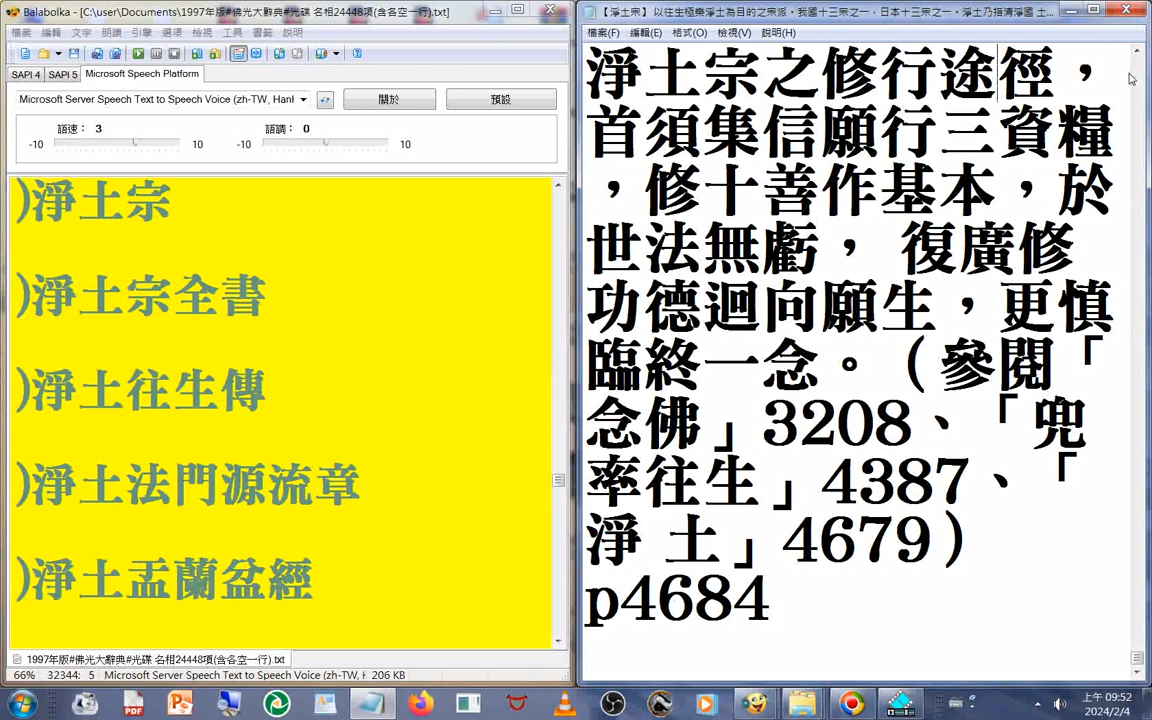 Balabolka - [C:\user\Documents\1997年版#佛光大辭典#光碟 名相24448項(含各空一行).txt]
檔案 編輯 文字 朗讀 引擎 選項 檢視 工具 書籤 說明
SAPI 4 SAPI 5 Microsoft Speech Platform
Microsoft Server Speech Text to Speech Voice (zh-TW, Hanl
關於 預設
語速： 3 語調： 0
-10 10 -10 10
)淨土宗
)淨土宗全書
)淨土往生傳
)淨土法門源流章
)淨土盂蘭盆經
1997年版#佛光大辭典#光碟 名相24448項(含各空一行).txt
66% 32344: 5 Microsoft Server Speech Text to Speech Voice (zh-TW, H 206 KB
【淨土宗】 以往生極樂淨土為目的之宗派。我國十三宗之一，日本十三宗之一。淨土乃指清淨國 土...
檔案(F) 編輯(E) 格式(O) 檢視(V) 說明(H)
淨土宗之修行途徑，
首須集信願行三資糧
，修十善作基本，於
世法無虧， 復廣修
功德迴向願生，更慎
臨終一念。（參閱「
念佛」3208、「兜
率往生」4387、「
淨 土」4679）
p4684
PDF
上午 09:52
2024/2/4